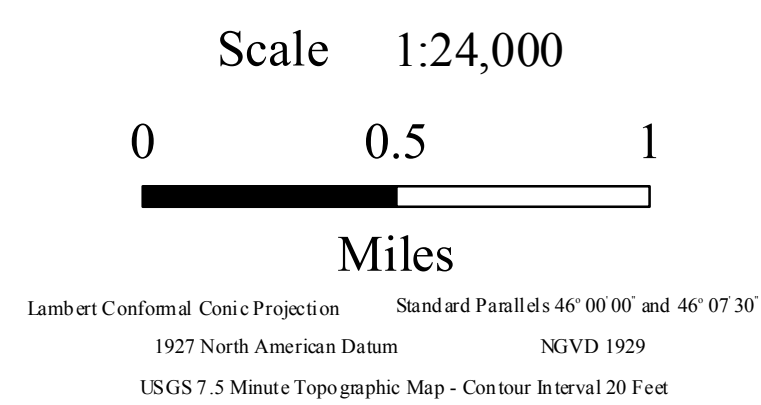 Scale 1:24,000
0 0.5 1
Miles
Lambert Conformal Conic Projection Standard Parallels 46° 00' 00" and 46° 07' 30"
1927 North American Datum NGVD 1929
USGS 7.5 Minute Topographic Map - Contour Interval 20 Feet